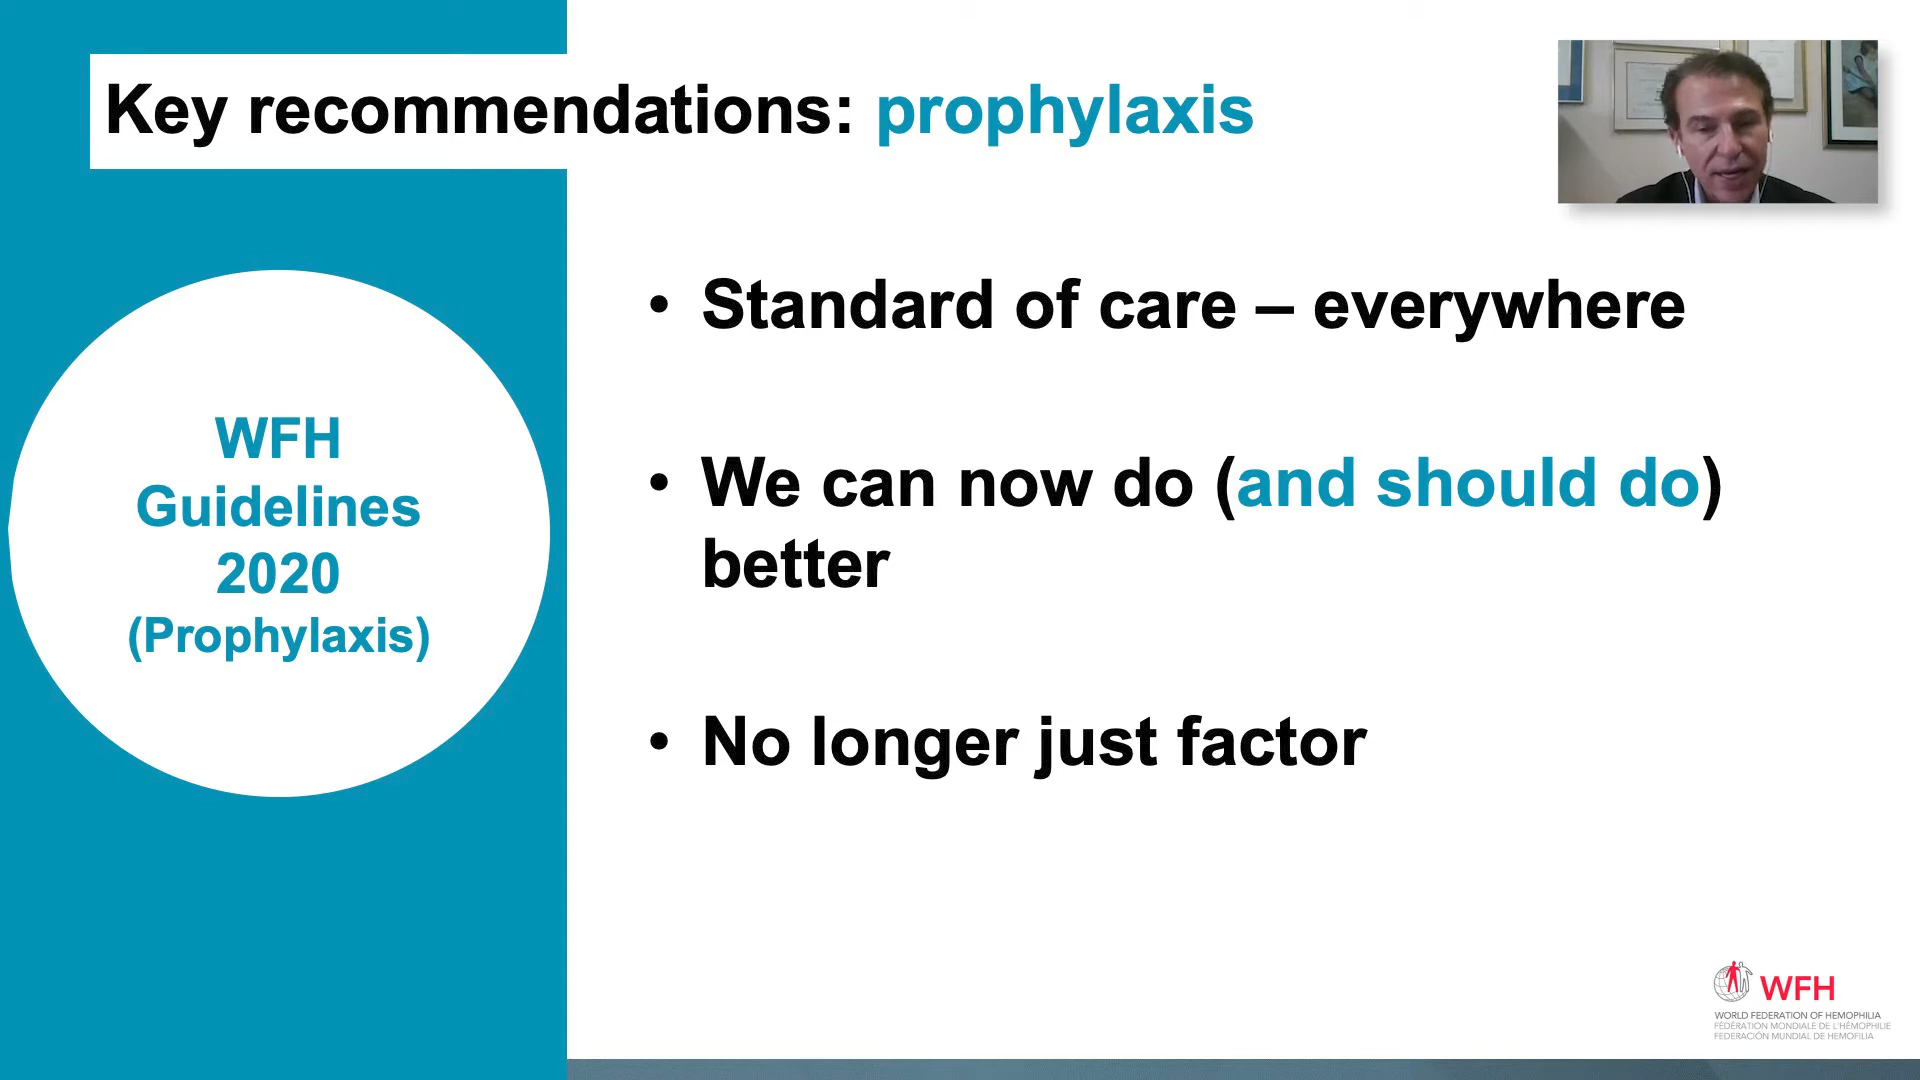 Key recommendations: prophylaxis
WFH
Guidelines
2020
(Prophylaxis)
• Standard of care – everywhere
• We can now do (and should do)
better
• No longer just factor
WFH
WORLD FEDERATION OF HEMOPHILIA
FÉDÉRATION MONDIALE DE L'HÉMOPHILIE
FEDERACIÓN MUNDIAL DE HEMOFILIA